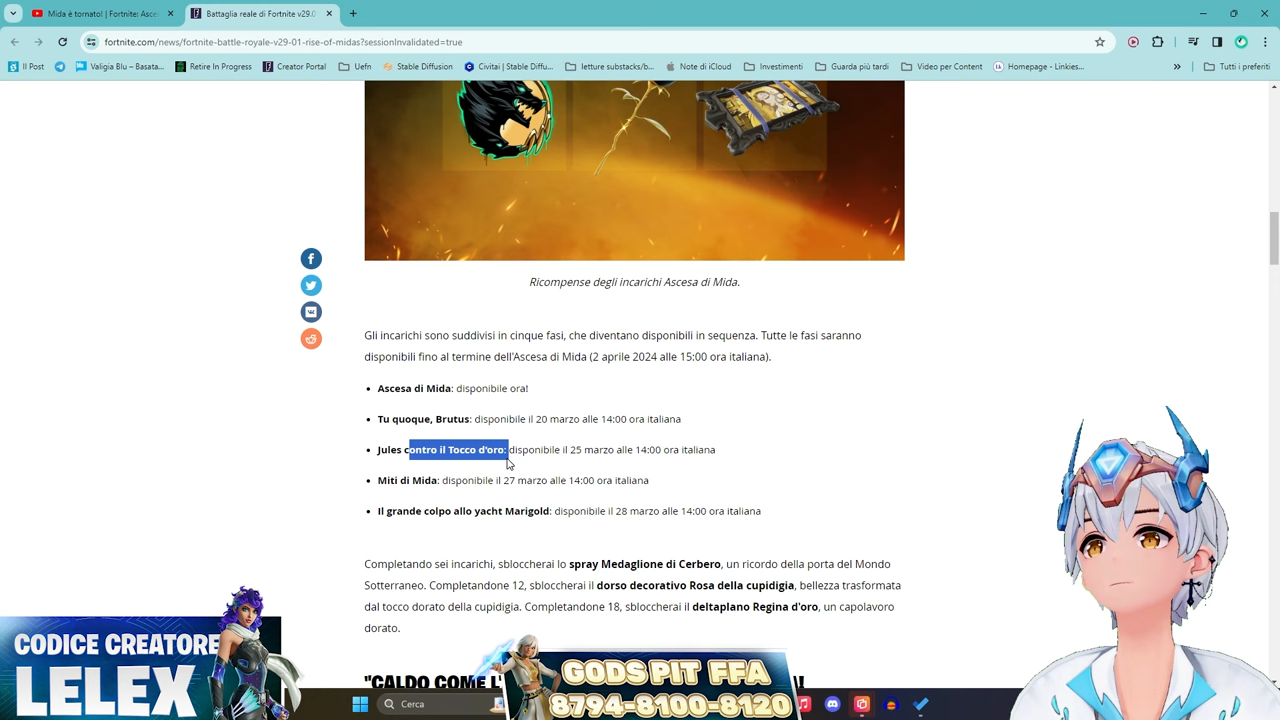 Mida è tornato! | Fortnite: Asce
Battaglia reale di Fortnite v29.0
fortnite.com/news/fortnite-battle-royale-v29-01-rise-of-midas?sessionInvalidated=true
Il Post
Valigia Blu – Basata...
Retire In Progress
Creator Portal
Uefn
Stable Diffusion
Civitai | Stable Diffu...
letture substacks/b...
Note di iCloud
Investimenti
Guarda più tardi
Video per Content
Homepage - Linkies...
Tutti i preferiti
Ricompense degli incarichi Ascesa di Mida.
Gli incarichi sono suddivisi in cinque fasi, che diventano disponibili in sequenza. Tutte le fasi saranno
disponibili fino al termine dell'Ascesa di Mida (2 aprile 2024 alle 15:00 ora italiana).
• Ascesa di Mida: disponibile ora!
• Tu quoque, Brutus: disponibile il 20 marzo alle 14:00 ora italiana
• Jules contro il Tocco d'oro: disponibile il 25 marzo alle 14:00 ora italiana
• Miti di Mida: disponibile il 27 marzo alle 14:00 ora italiana
• Il grande colpo allo yacht Marigold: disponibile il 28 marzo alle 14:00 ora italiana
Completando sei incarichi, sbloccherai lo spray Medaglione di Cerbero, un ricordo della porta del Mondo
Sotterraneo. Completandone 12, sbloccherai il dorso decorativo Rosa della cupidigia, bellezza trasformata
dal tocco dorato della cupidigia. Completandone 18, sbloccherai il deltaplano Regina d'oro, un capolavoro
dorato.
"CALDO COME L'
CODICE CREATORE
LELEX
GODS PIT FFA
8794-8100-8120
Cerca